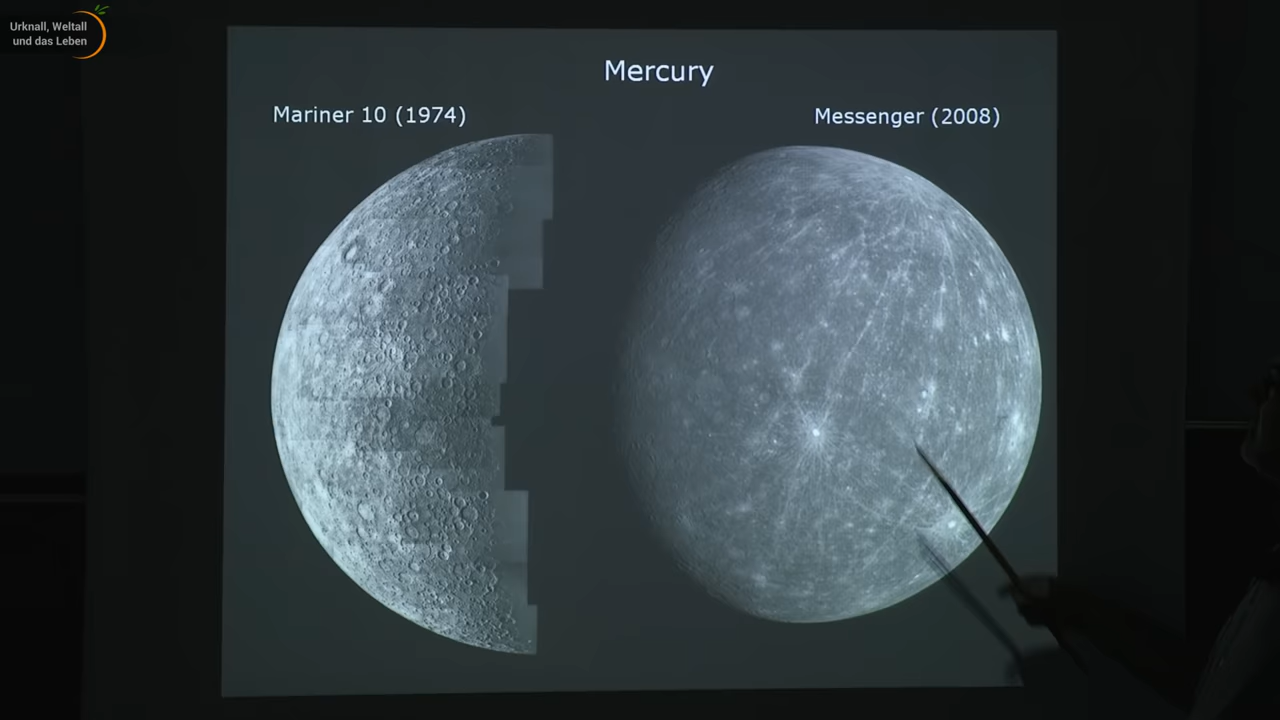 Urknall, Weltall
und das Leben
Mercury
Mariner 10 (1974)
Messenger (2008)